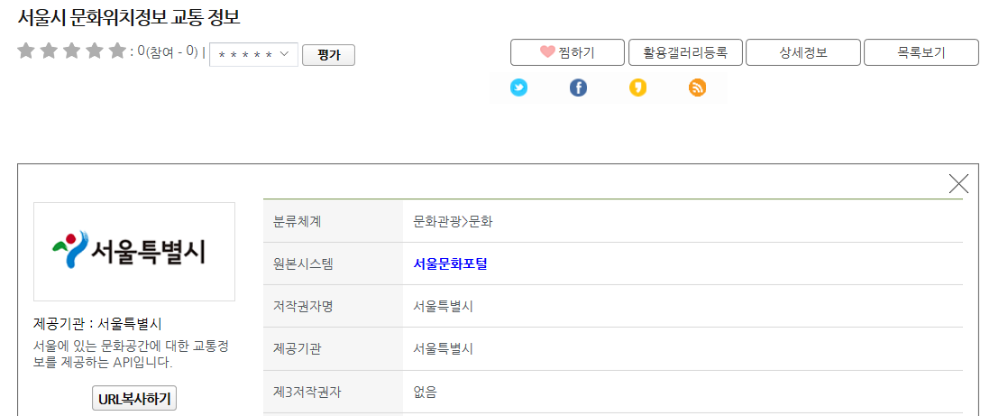 서울시 문화위치정보 교통 정보
: 0(참여 - 0) | * * * * * 평가
찜하기 활용갤러리등록 상세정보 목록보기
서울특별시
제공기관 : 서울특별시
서울에 있는 문화공간에 대한 교통정
보를 제공하는 API입니다.
URL복사하기
분류체계 문화관광>문화
원본시스템 서울문화포털
저작권자명 서울특별시
제공기관 서울특별시
제3저작권자 없음